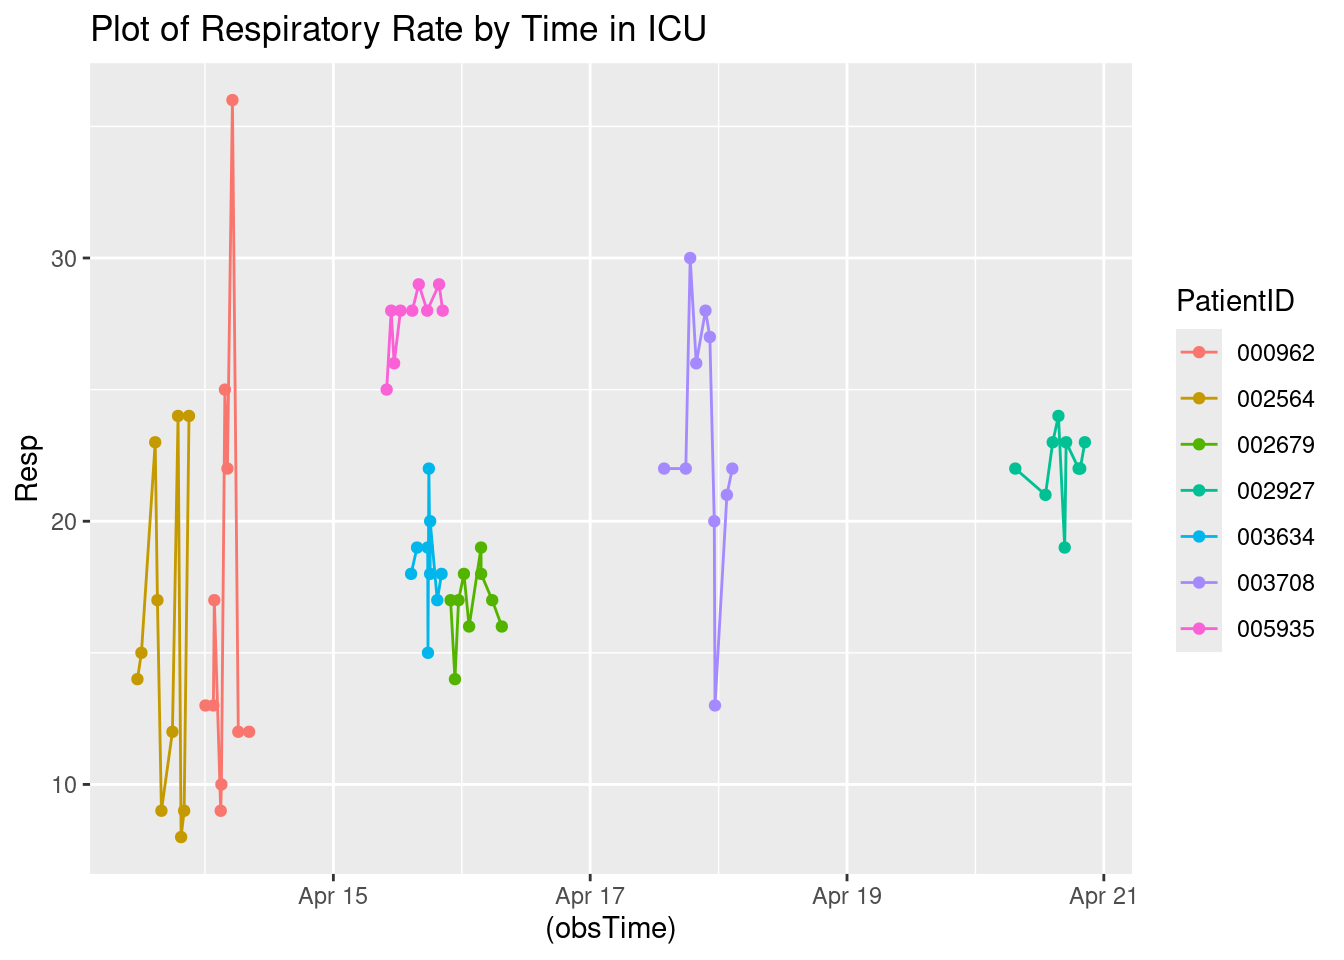 Plot of Respiratory Rate by Time in ICU
Resp
30
20
10
Apr 15
Apr 17
Apr 19
Apr 21
(obsTime)
PatientID
000962
002564
002679
002927
003634
003708
005935